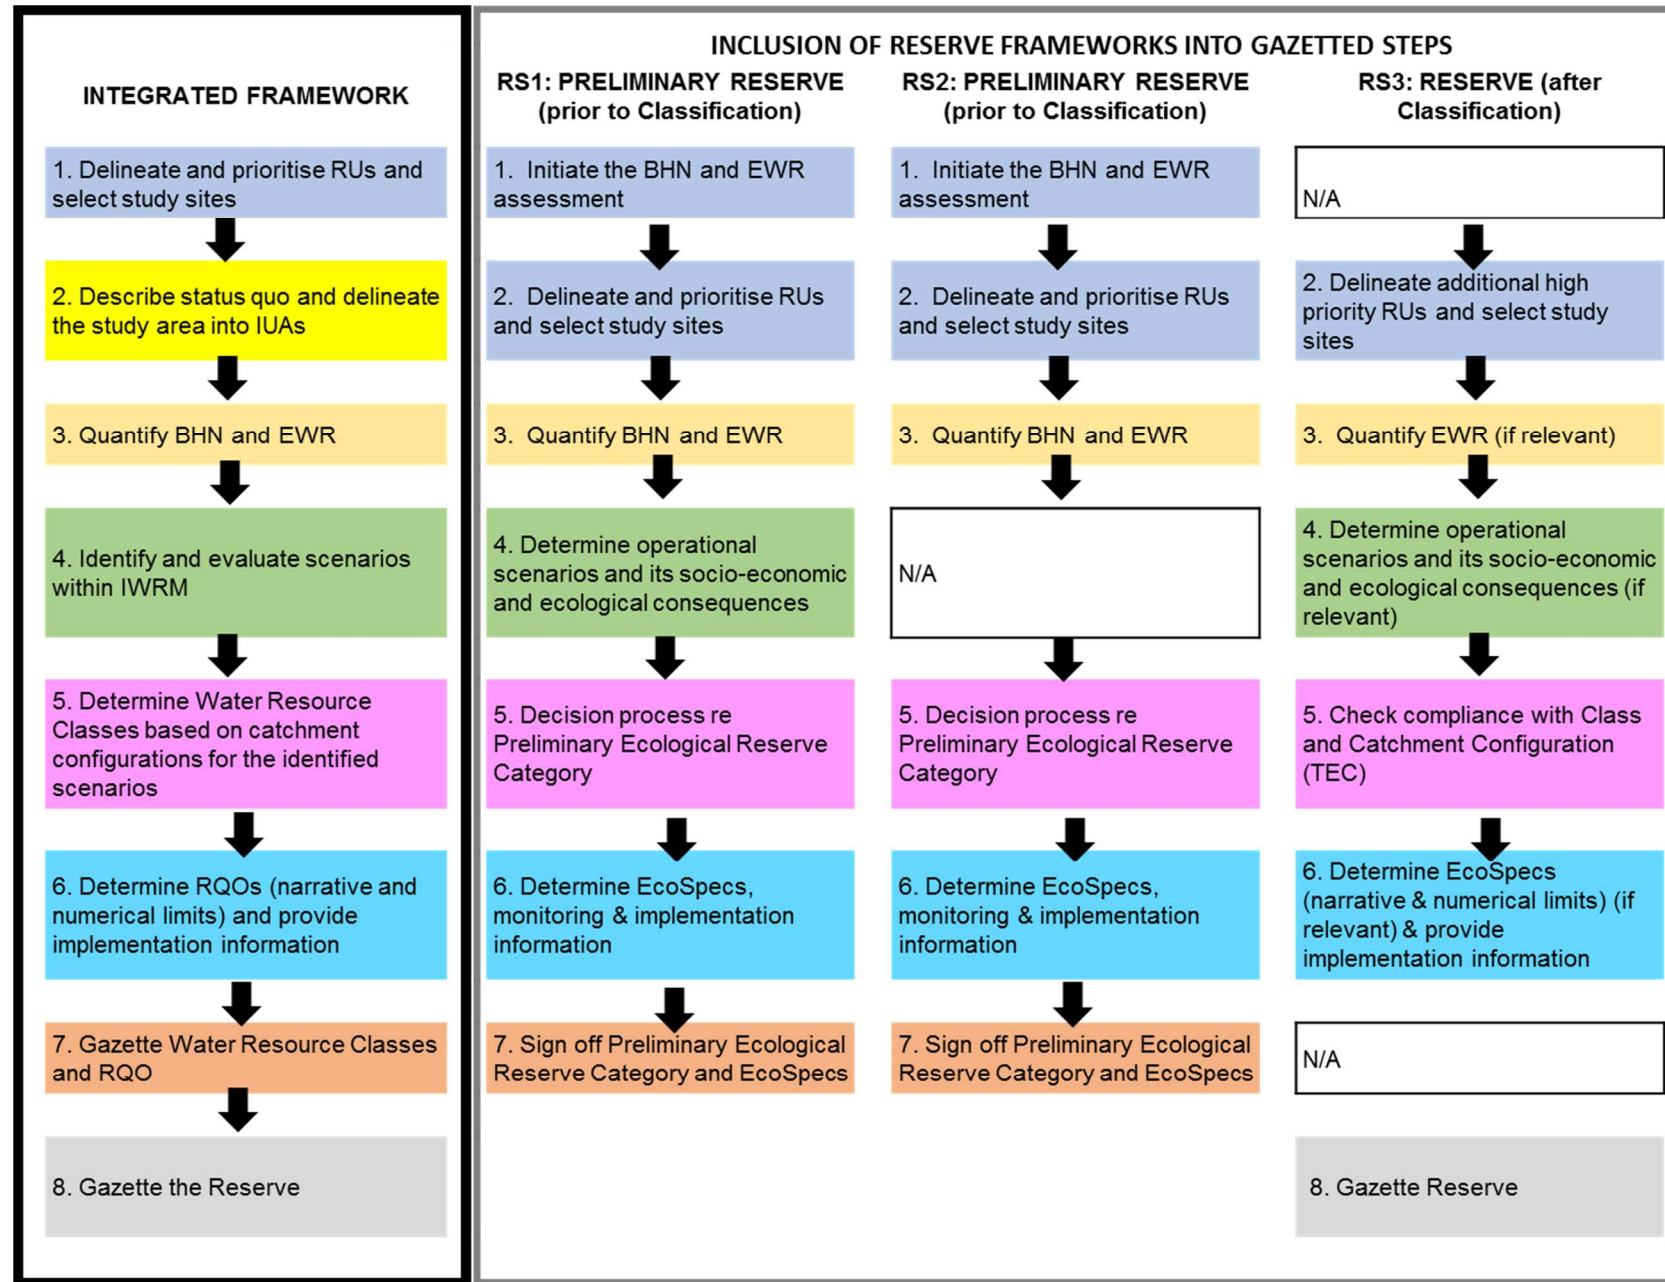 INTEGRATED FRAMEWORK
1. Delineate and prioritise RUs and
select study sites
2. Describe status quo and delineate
the study area into IUAs
3. Quantify BHN and EWR
4. Identify and evaluate scenarios
within IWRM
5. Determine Water Resource
Classes based on catchment
configurations for the identified
scenarios
6. Determine RQOs (narrative and
numerical limits) and provide
implementation information
7. Gazette Water Resource Classes
and RQO
8. Gazette the Reserve
INCLUSION OF RESERVE FRAMEWORKS INTO GAZETTED STEPS
RS1: PRELIMINARY RESERVE
(prior to Classification)
1. Initiate the BHN and EWR
assessment
2. Delineate and prioritise RUs
and select study sites
3. Quantify BHN and EWR
4. Determine operational
scenarios and its socio-economic
and ecological consequences
5. Decision process re
Preliminary Ecological Reserve
Category
6. Determine EcoSpecs,
monitoring & implementation
information
7. Sign off Preliminary Ecological
Reserve Category and EcoSpecs
RS2: PRELIMINARY RESERVE
(prior to Classification)
1. Initiate the BHN and EWR
assessment
2. Delineate and prioritise RUs
and select study sites
3. Quantify BHN and EWR
N/A
5. Decision process re
Preliminary Ecological Reserve
Category
6. Determine EcoSpecs,
monitoring & implementation
information
7. Sign off Preliminary Ecological
Reserve Category and EcoSpecs
RS3: RESERVE (after
Classification)
N/A
2. Delineate additional high
priority RUs and select study
sites
3. Quantify EWR (if relevant)
4. Determine operational
scenarios and its socio-economic
and ecological consequences (if
relevant)
5. Check compliance with Class
and Catchment Configuration
(TEC)
6. Determine EcoSpecs
(narrative & numerical limits) (if
relevant) & provide
implementation information
N/A
8. Gazette Reserve